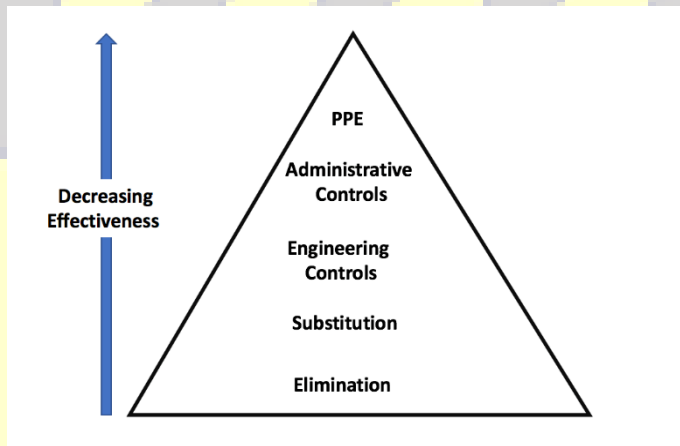 PPE
Administrative
Controls
Decreasing
Effectiveness
Engineering
Controls
Substitution
Elimination